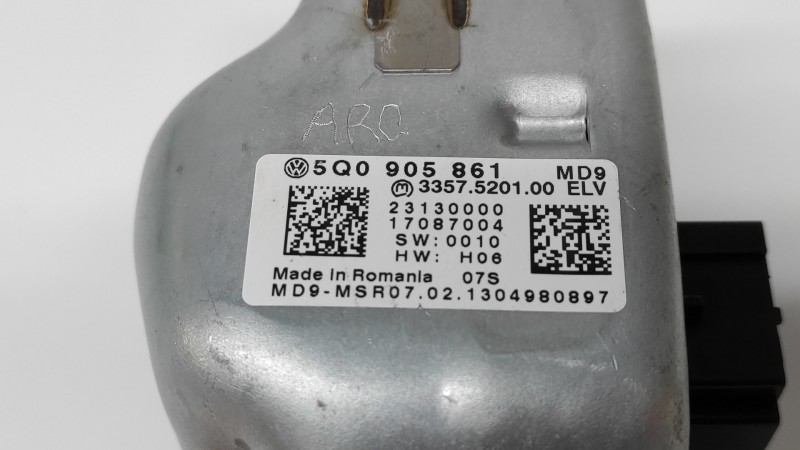 ARO
5Q0 905 861 MD9
3357.5201.00 ELV
23130000
17087004
SW: 0010
HW: H06
Made in Romania 07S
MD9-MSR07.02.1304980897